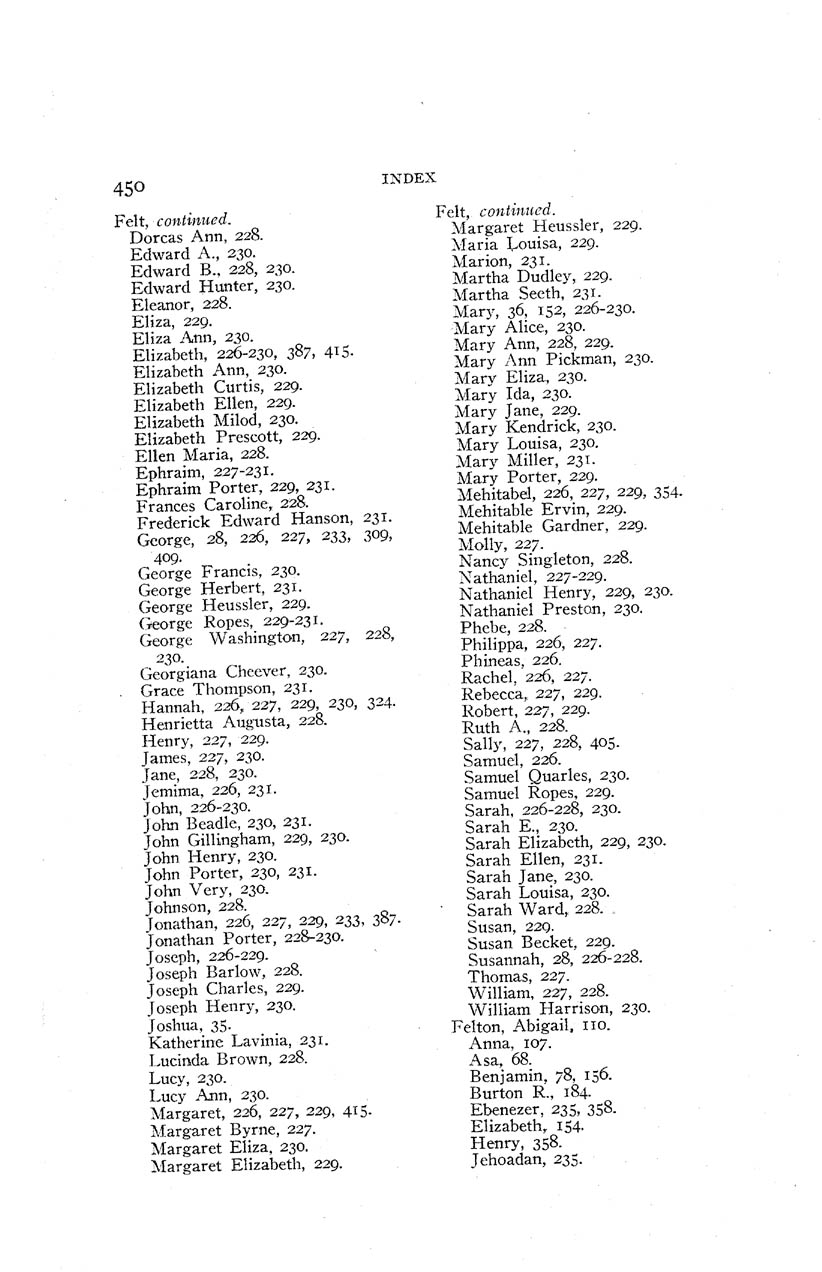 450
INDEX
Felt, continued.
Dorcas Ann, 228.
Edward A., 230.
Edward B., 228, 230.
Edward Hunter, 230.
Eleanor, 228.
Eliza, 229.
Eliza Ann, 230.
Elizabeth, 226-230, 387, 415.
Elizabeth Ann, 230.
Elizabeth Curtis, 229.
Elizabeth Ellen, 229.
Elizabeth Milod, 230.
Elizabeth Prescott, 229.
Ellen Maria, 228.
Ephraim, 227-231.
Ephraim Porter, 229, 231.
Frances Caroline, 228.
Frederick Edward Hanson, 231.
George, 28, 226, 227, 233, 309,
409.
George Francis, 230.
George Herbert, 231.
George Heussler, 229.
George Ropes, 229-231.
George Washington, 227, 228,
230.
Georgiana Cheever, 230.
Grace Thompson, 231.
Hannah, 226, 227, 229, 230, 324.
Henrietta Augusta, 228.
Henry, 227, 229.
James, 227, 230.
Jane, 228, 230.
Jemima, 226, 231.
John, 226-230.
John Beadle, 230, 231.
John Gillingham, 229, 230.
John Henry, 230.
John Porter, 230, 231.
John Very, 230.
Johnson, 228.
Jonathan, 226, 227, 229, 233, 387.
Jonathan Porter, 228-230.
Joseph, 226-229.
Joseph Barlow, 228.
Joseph Charles, 229.
Joseph Henry, 230.
Joshua, 35.
Katherine Lavinia, 231.
Lucinda Brown, 228.
Lucy, 230.
Lucy Ann, 230.
Margaret, 226, 227, 229, 415.
Margaret Byrne, 227.
Margaret Eliza, 230.
Margaret Elizabeth, 229.
Felt, continued.
Margaret Heussler, 229.
Maria Louisa, 229.
Marion, 231.
Martha Dudley, 229.
Martha Seeth, 231.
Mary, 36, 152, 226-230.
Mary Alice, 230.
Mary Ann, 228, 229.
Mary Ann Pickman, 230.
Mary Eliza, 230.
Mary Ida, 230.
Mary Jane, 229.
Mary Kendrick, 230.
Mary Louisa, 230.
Mary Miller, 231.
Mary Porter, 229.
Mehitabel, 226, 227, 229, 354.
Mehitable Ervin, 229.
Mehitable Gardner, 229.
Molly, 227.
Nancy Singleton, 228.
Nathaniel, 227-229.
Nathaniel Henry, 229, 230.
Nathaniel Preston, 230.
Phebe, 228.
Philippa, 226, 227.
Phineas, 226.
Rachel, 226, 227.
Rebecca, 227, 229.
Robert, 227, 229.
Ruth A., 228.
Sally, 227, 228, 405.
Samuel, 226.
Samuel Quarles, 230.
Samuel Ropes, 229.
Sarah, 226-228, 230.
Sarah E., 230.
Sarah Elizabeth, 229, 230.
Sarah Ellen, 231.
Sarah Jane, 230.
Sarah Louisa, 230.
Sarah Ward, 228.
Susan, 229.
Susan Becket, 229.
Susannah, 28, 226-228.
Thomas, 227.
William, 227, 228.
William Harrison, 230.
Felton, Abigail, 110.
Anna, 107.
Asa, 68.
Benjamin, 78, 156.
Burton R., 184.
Ebenezer, 235, 358.
Elizabeth, 154.
Henry, 358.
Jehoadan, 235.